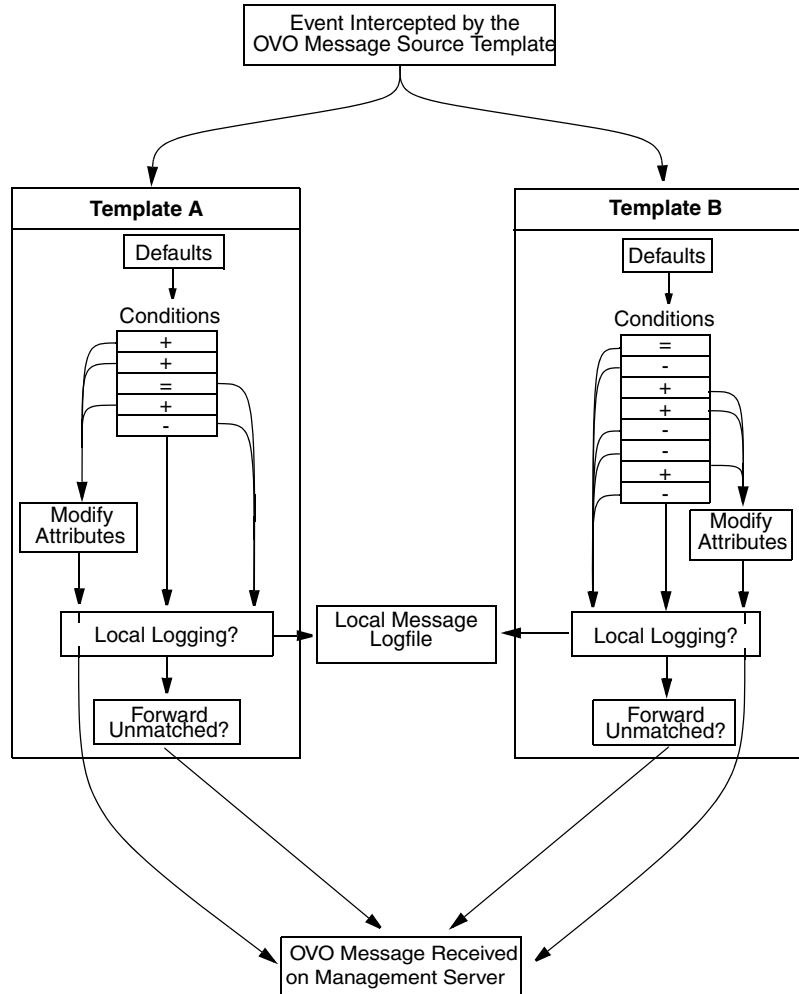 Event Intercepted by the
OVO Message Source Template
Template A
Defaults
Conditions
+
+
=
+
-
Modify
Attributes
Local Logging?
Forward
Unmatched?
Template B
Defaults
Conditions
=
-
+
+
-
-
+
-
Modify
Attributes
Local Logging?
Forward
Unmatched?
Local Message
Logfile
OVO Message Received
on Management Server